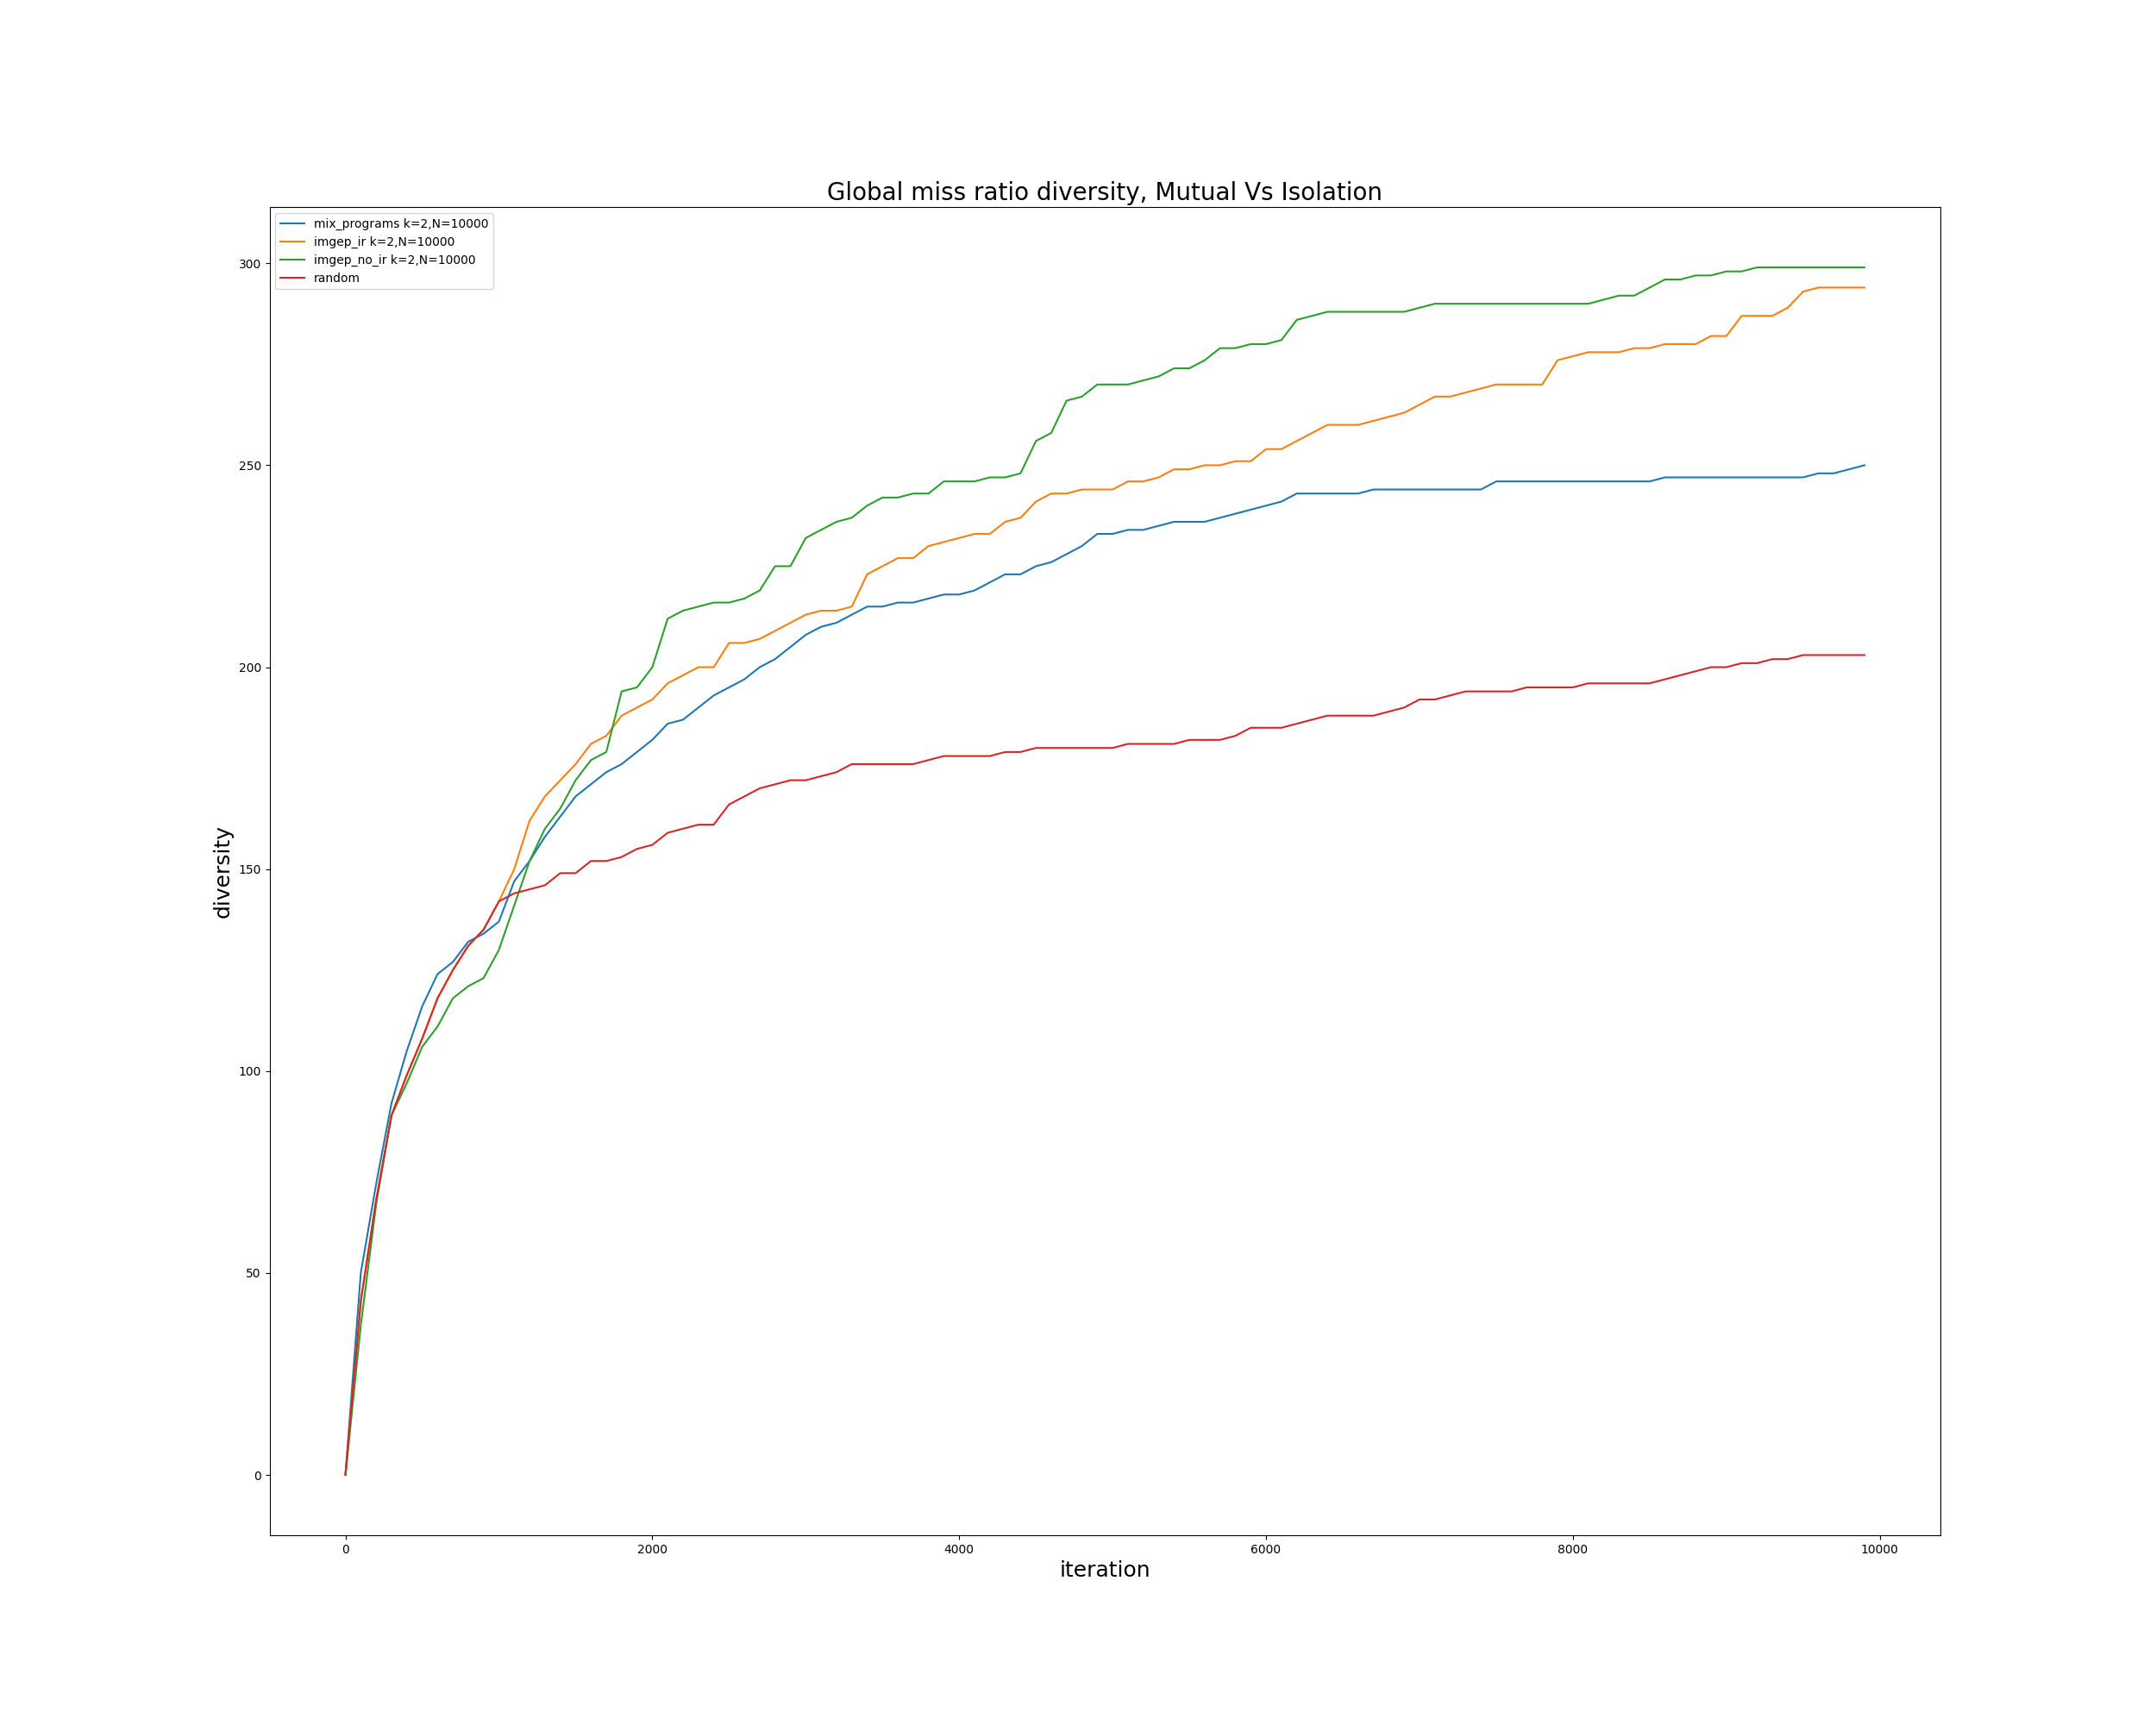 Global miss ratio diversity, Mutual Vs Isolation
mix_programs k=2,N=10000
imgep_ir k=2,N=10000
imgep_no_ir k=2,N=10000
random
300
250
200
150
100
50
0
diversity
0 2000 4000 6000 8000 10000
iteration